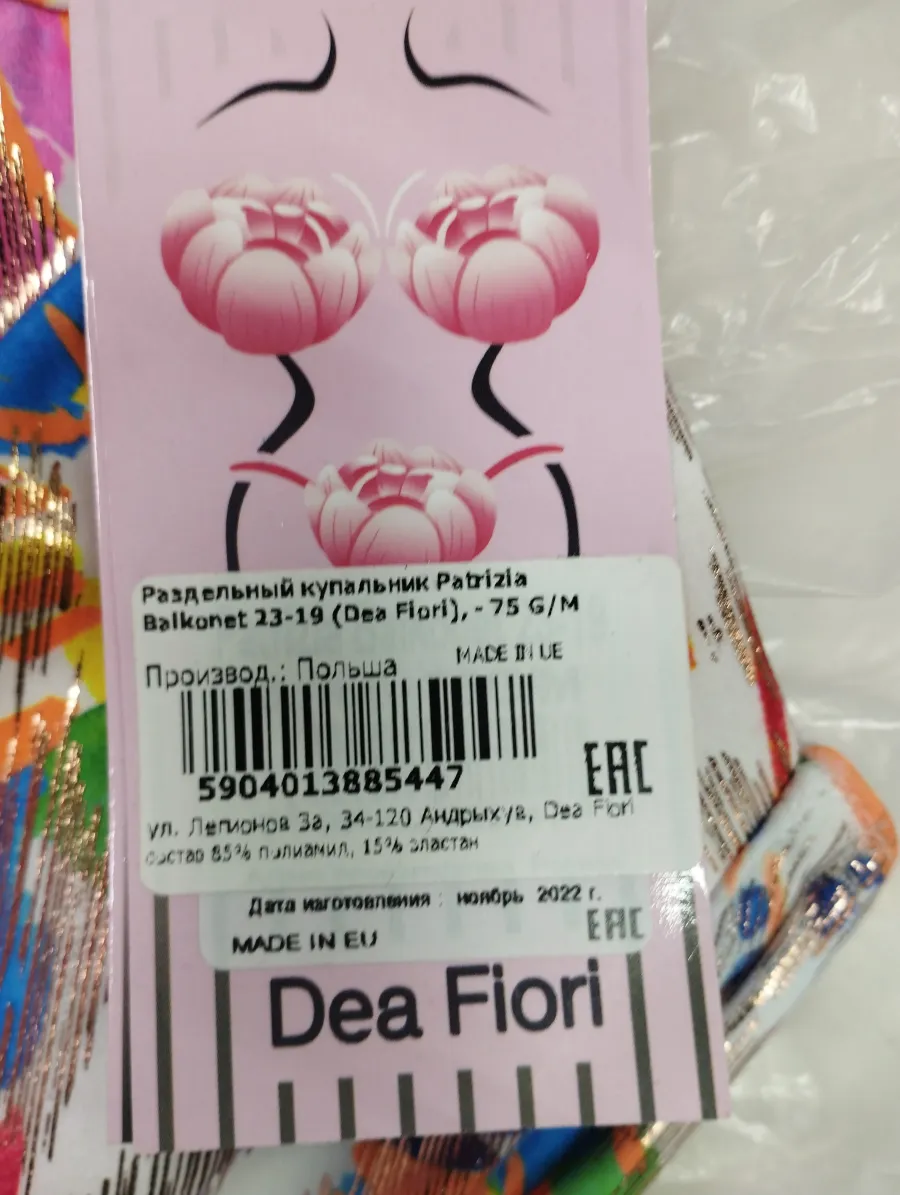 Раздельный купальник Patrizia
Balkonet 23-19 (Dea Fiori), - 75 G/M
Производ.: Польша
MADE IN UE
5904013885447
EAC
ул. Легионов 3а, 34-120 Андрыхув, Dea Fiori
состав 85% полиамид, 15% эластан
Дата изготовления : ноябрь 2022 г.
EAC
MADE IN EU
Dea Fiori